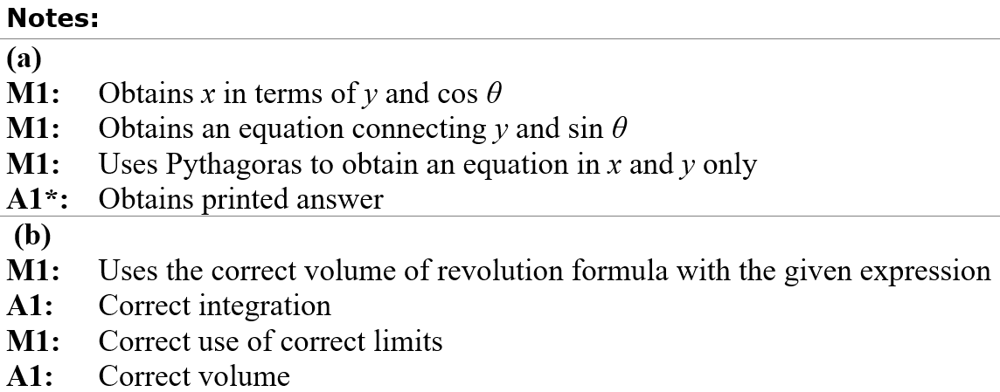 Notes:
(a)
M1: Obtains x in terms of y and cos θ
M1: Obtains an equation connecting y and sin θ
M1: Uses Pythagoras to obtain an equation in x and y only
A1*: Obtains printed answer
(b)
M1: Uses the correct volume of revolution formula with the given expression
A1: Correct integration
M1: Correct use of correct limits
A1: Correct volume